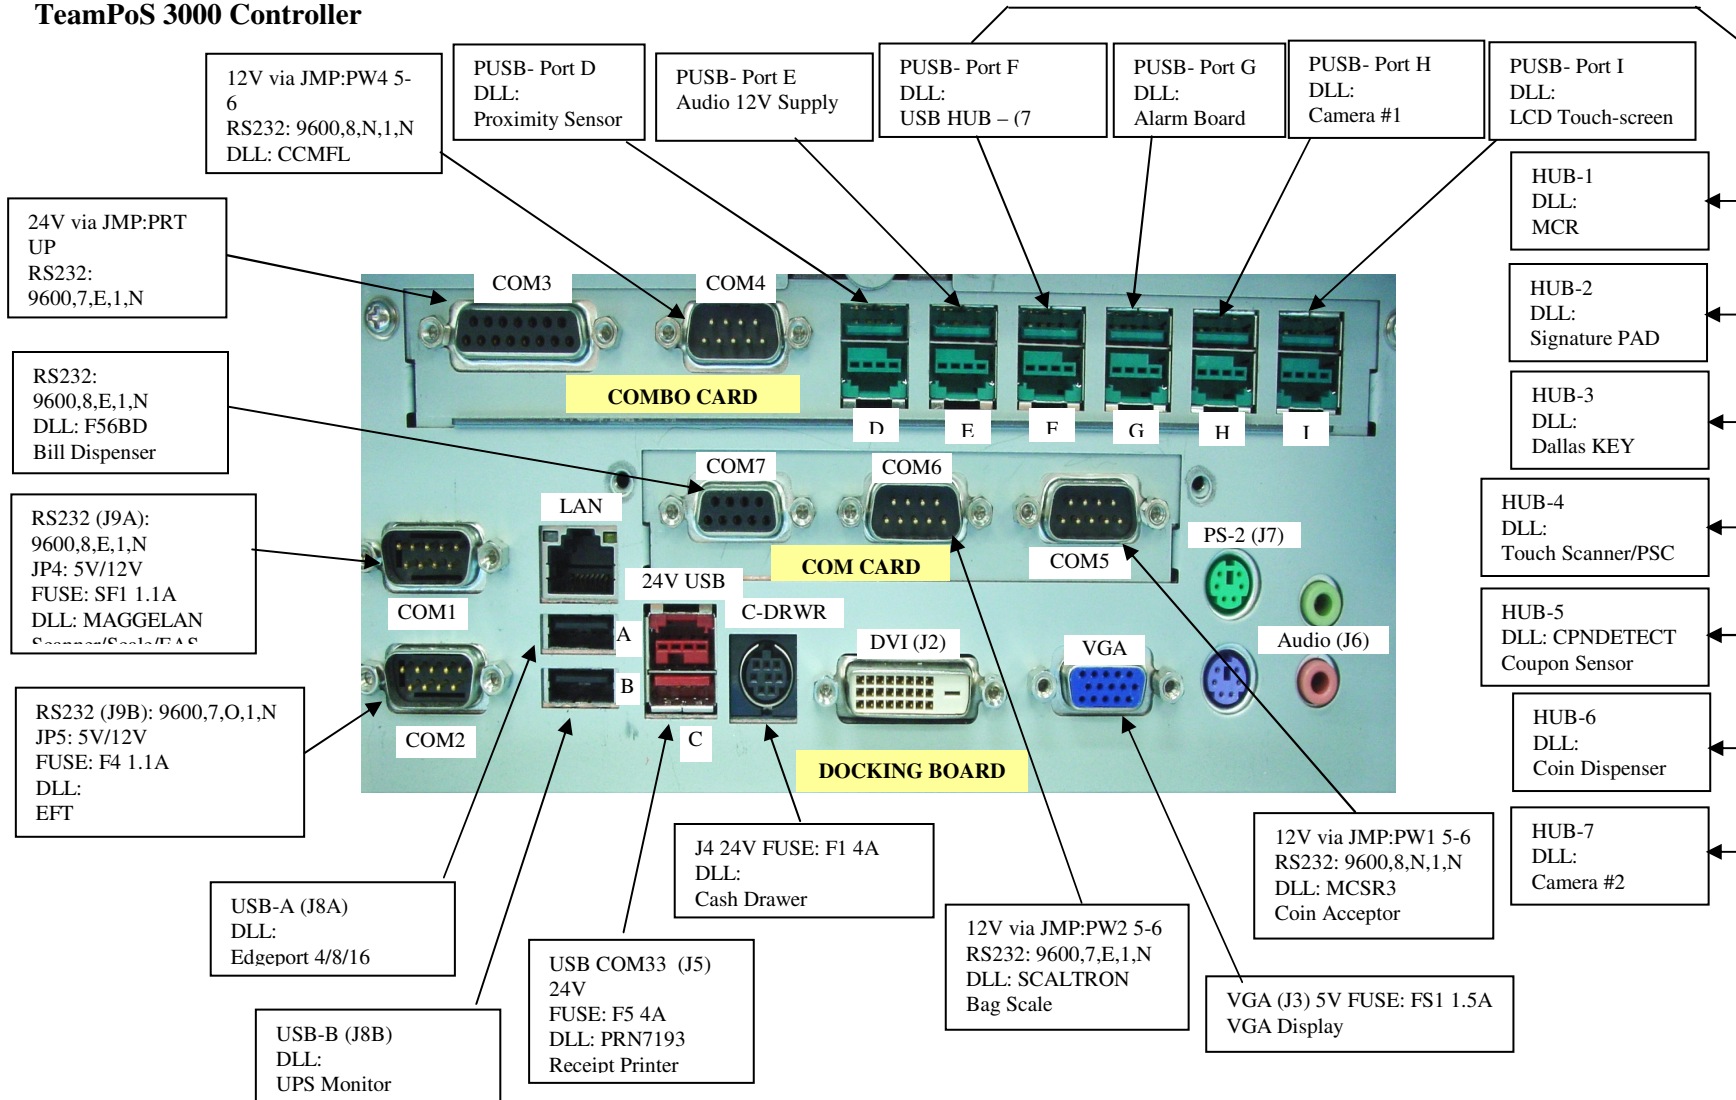 TeamPoS 3000 Controller
12V via JMP:PW4 5-
6
RS232: 9600,8,N,1,N
DLL: CCMFL
PUSB- Port D
DLL:
Proximity Sensor
PUSB- Port E
Audio 12V Supply
PUSB- Port F
DLL:
USB HUB – (7
PUSB- Port G
DLL:
Alarm Board
PUSB- Port H
DLL:
Camera #1
PUSB- Port I
DLL:
LCD Touch-screen
24V via JMP:PRT
UP
RS232:
9600,7,E,1,N
RS232:
9600,8,E,1,N
DLL: F56BD
Bill Dispenser
RS232 (J9A):
9600,8,E,1,N
JP4: 5V/12V
FUSE: SF1 1.1A
DLL: MAGGELAN
Scanner/Scale/EAS
RS232 (J9B): 9600,7,O,1,N
JP5: 5V/12V
FUSE: F4 1.1A
DLL:
EFT
COM3
COM4
COMBO CARD
D
E
F
G
H
I
COM7
COM6
COM5
COM CARD
LAN
COM1
COM2
A
B
24V USB
C
C-DRWR
DVI (J2)
VGA
PS-2 (J7)
Audio (J6)
DOCKING BOARD
HUB-1
DLL:
MCR
HUB-2
DLL:
Signature PAD
HUB-3
DLL:
Dallas KEY
HUB-4
DLL:
Touch Scanner/PSC
HUB-5
DLL: CPNDETECT
Coupon Sensor
HUB-6
DLL:
Coin Dispenser
HUB-7
DLL:
Camera #2
USB-A (J8A)
DLL:
Edgeport 4/8/16
USB-B (J8B)
DLL:
UPS Monitor
USB COM33 (J5)
24V
FUSE: F5 4A
DLL: PRN7193
Receipt Printer
J4 24V FUSE: F1 4A
DLL:
Cash Drawer
12V via JMP:PW2 5-6
RS232: 9600,7,E,1,N
DLL: SCALTRON
Bag Scale
12V via JMP:PW1 5-6
RS232: 9600,8,N,1,N
DLL: MCSR3
Coin Acceptor
VGA (J3) 5V FUSE: FS1 1.5A
VGA Display